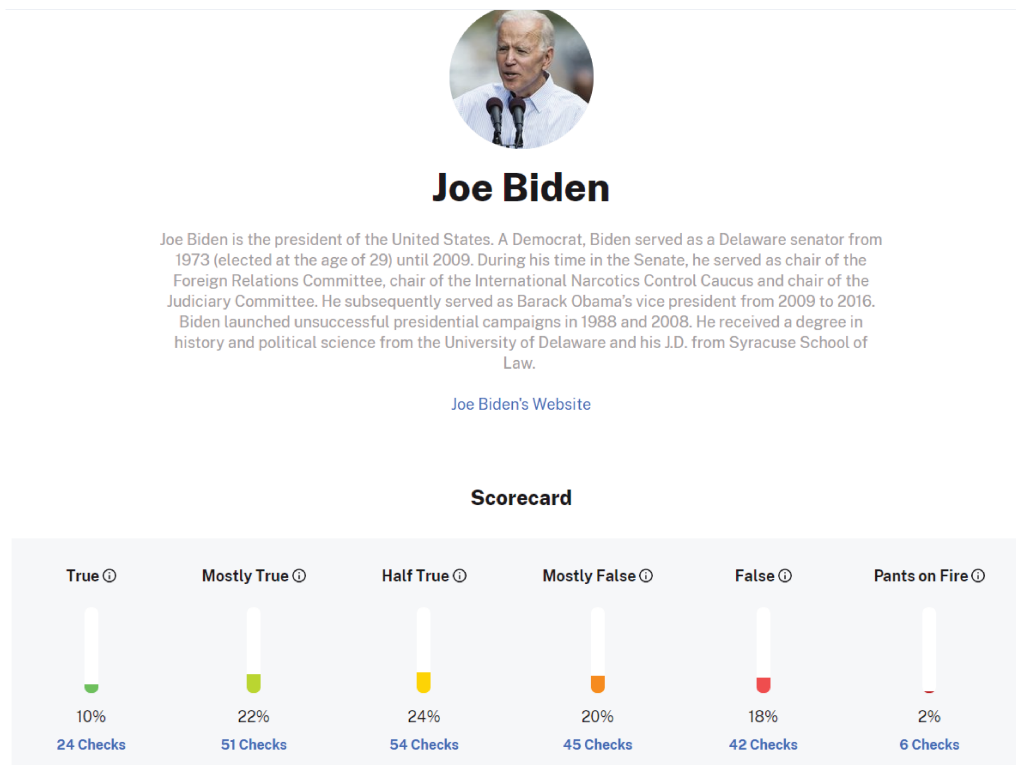 Joe Biden
Joe Biden is the president of the United States. A Democrat, Biden served as a Delaware senator from
1973 (elected at the age of 29) until 2009. During his time in the Senate, he served as chair of the
Foreign Relations Committee, chair of the International Narcotics Control Caucus and chair of the
Judiciary Committee. He subsequently served as Barack Obama’s vice president from 2009 to 2016.
Biden launched unsuccessful presidential campaigns in 1988 and 2008. He received a degree in
history and political science from the University of Delaware and his J.D. from Syracuse School of
Law.
Joe Biden’s Website
Scorecard
True Mostly True Half True Mostly False False Pants on Fire
10% 22% 24% 20% 18% 2%
24 Checks 51 Checks 54 Checks 45 Checks 42 Checks 6 Checks